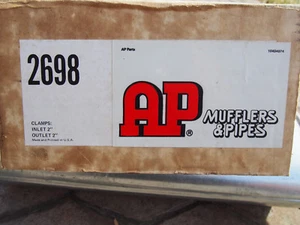 2698
AP Parts
CLAMPS:
INLET 2"
OUTLET 2"
AP®
MUFFLERS
& PIPES